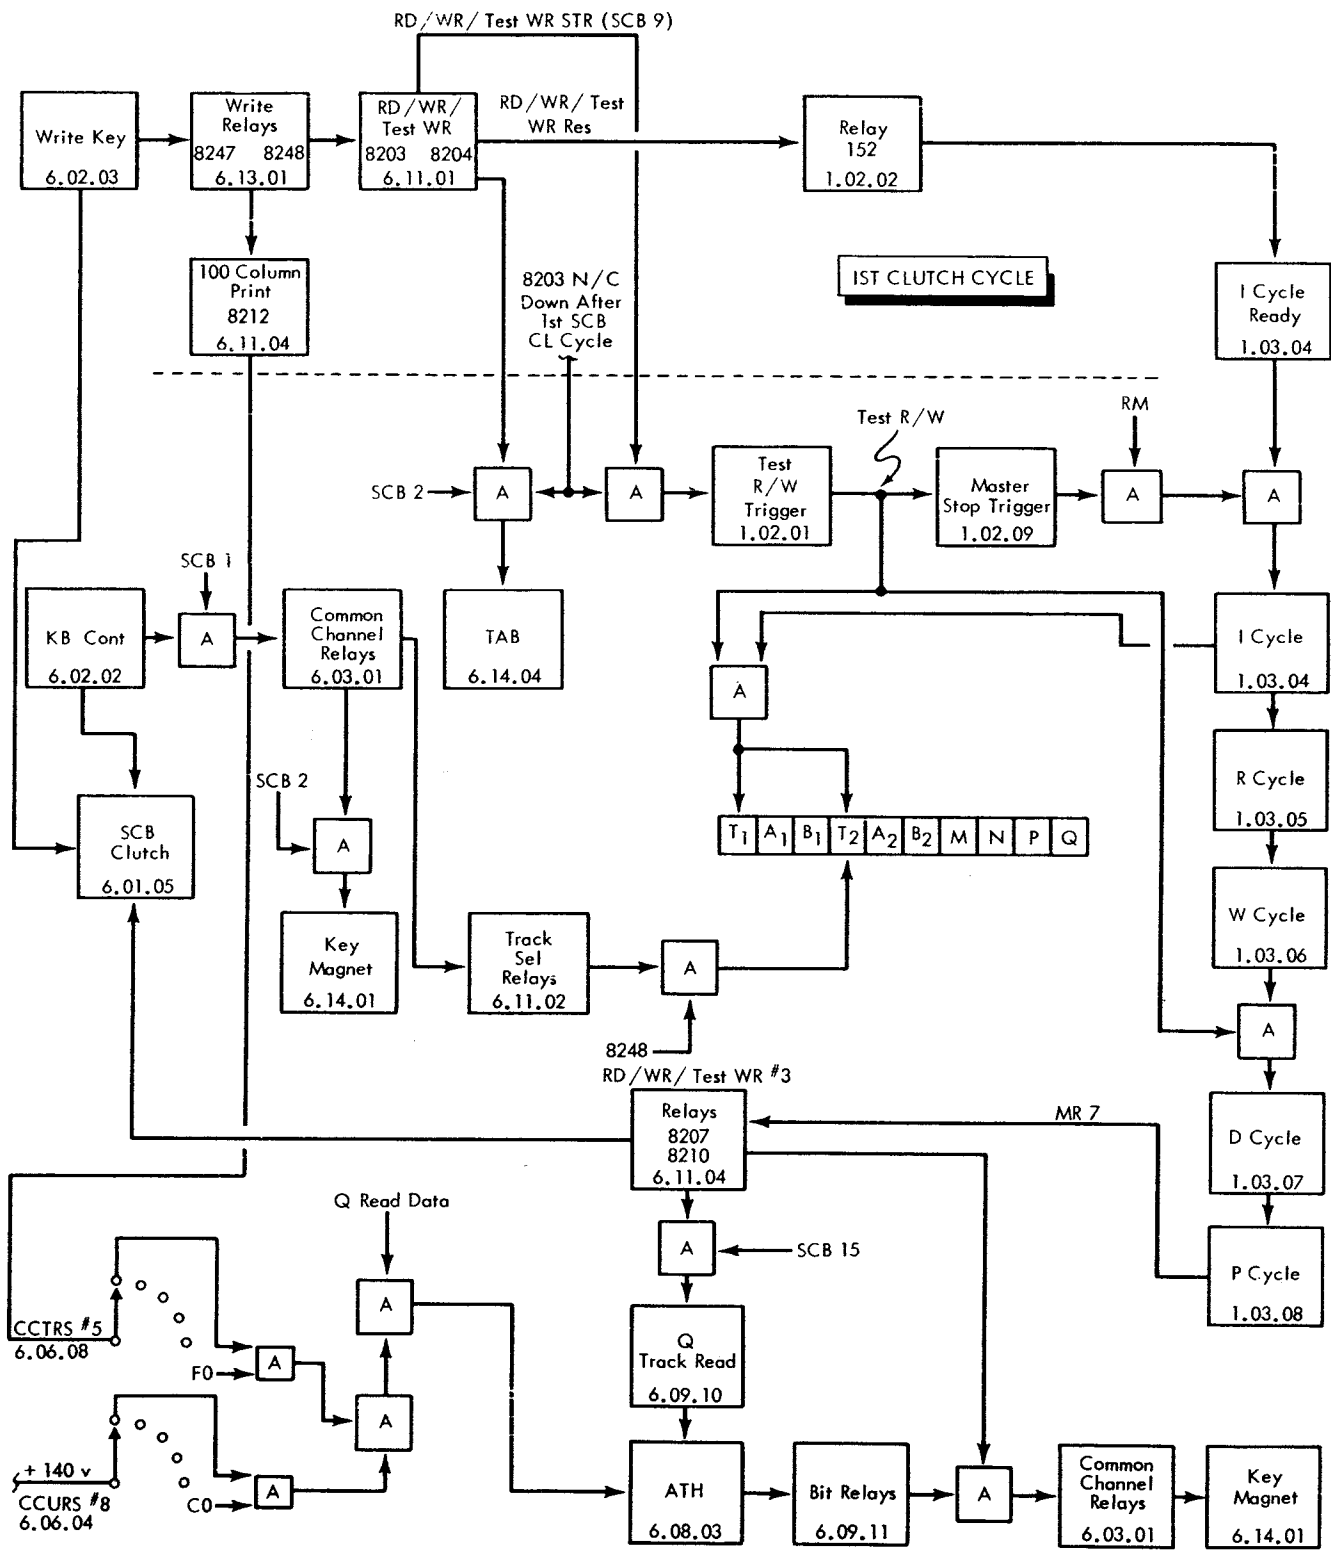 RD/WR/Test WR STR (SCB 9)
Write Key
6.02.03
Write
Relays
8247 8248
6.13.01
RD/WR/
Test WR
8203 8204
6.11.01
RD/WR/Test
WR Res
Relay
152
1.02.02
100 Column
Print
8212
6.11.04
8203 N/C
Down After
1st SCB
CL Cycle
1ST CLUTCH CYCLE
I Cycle
Ready
1.03.04
SCB 2
A
A
Test
R/W
Trigger
1.02.01
Test R/W
Master
Stop Trigger
1.02.09
RM
A
A
SCB 1
KB Cont
6.02.02
A
Common
Channel
Relays
6.03.01
TAB
6.14.04
I Cycle
1.03.04
A
R Cycle
1.03.05
SCB 2
SCB
Clutch
6.01.05
A
T1 A1 B1 T2 A2 B2 M N P Q
W Cycle
1.03.06
Key
Magnet
6.14.01
Track
Sel
Relays
6.11.02
A
8248
A
RD/WR/Test WR #3
Relays
8207
8210
6.11.04
MR 7
D Cycle
1.03.07
Q Read Data
A
SCB 15
P Cycle
1.03.08
A
CCTRS #5
6.06.08
F0
A
Q
Track Read
6.09.10
A
+140 v
CCURS #8
6.06.04
C0
A
ATH
6.08.03
Bit Relays
6.09.11
A
Common
Channel
Relays
6.03.01
Key
Magnet
6.14.01